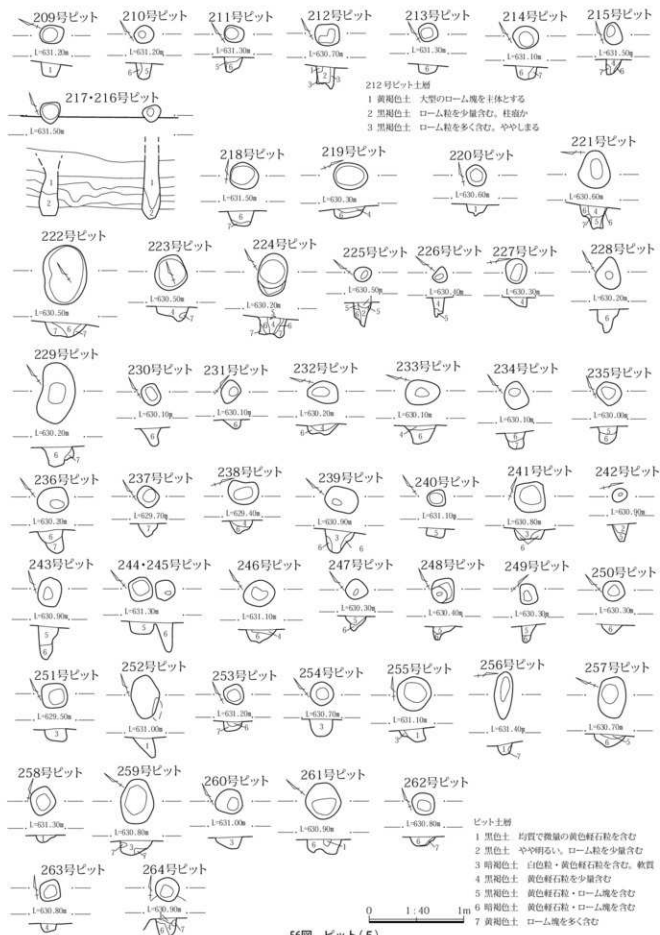 209号ピット 210号ピット 211号ピット 212号ピット 213号ピット 214号ピット 215号ピット
L=631.20m L=631.20m L=631.30m L=630.70m L=631.30m L=631.10m L=631.50m
212号ピット土層
1 黄褐色土 大型のローム塊を主体とする
2 黒褐色土 ローム粒を少量含む。柱痕か
3 黒褐色土 ローム粒を多く含む。ややしまる
217・216号ピット
L=631.50m
218号ピット 219号ピット 220号ピット 221号ピット
L=631.50m L=630.30m L=630.60m L=630.60m
222号ピット 223号ピット 224号ピット 225号ピット 226号ピット 227号ピット 228号ピット
L=630.50m L=630.50m L=630.20m L=630.50m L=630.40m L=630.30m L=630.20m
229号ピット 230号ピット 231号ピット 232号ピット 233号ピット 234号ピット 235号ピット
L=630.20m L=630.10m L=630.10m L=630.20m L=630.10m L=630.10m L=630.00m
236号ピット 237号ピット 238号ピット 239号ピット 240号ピット 241号ピット 242号ピット
L=630.20m L=629.70m L=629.40m L=630.90m L=631.10m L=630.80m L=630.90m
243号ピット 244・245号ピット 246号ピット 247号ピット 248号ピット 249号ピット 250号ピット
L=630.90m L=631.30m L=631.10m L=630.30m L=630.40m L=630.30m L=630.30m
251号ピット 252号ピット 253号ピット 254号ピット 255号ピット 256号ピット 257号ピット
L=629.50m L=631.00m L=631.20m L=630.70m L=631.10m L=631.40m L=630.70m
258号ピット 259号ピット 260号ピット 261号ピット 262号ピット
L=631.30m L=630.80m L=631.00m L=630.90m L=630.80m
ピット土層
1 黒色土 均質で微量の黄色軽石粒を含む
2 黒色土 やや明るい。ローム粒を少量含む
3 暗褐色土 白色粒・黄色軽石粒を含む。軟質
4 黒褐色土 黄色軽石粒を少量含む
5 黒褐色土 黄色軽石粒・ローム塊を含む
6 暗褐色土 黄色軽石粒・ローム塊を含む
7 黄褐色土 ローム塊を多く含む
263号ピット 264号ピット
L=630.80m L=630.90m
0 1:40 1m
56図 ピット(5)